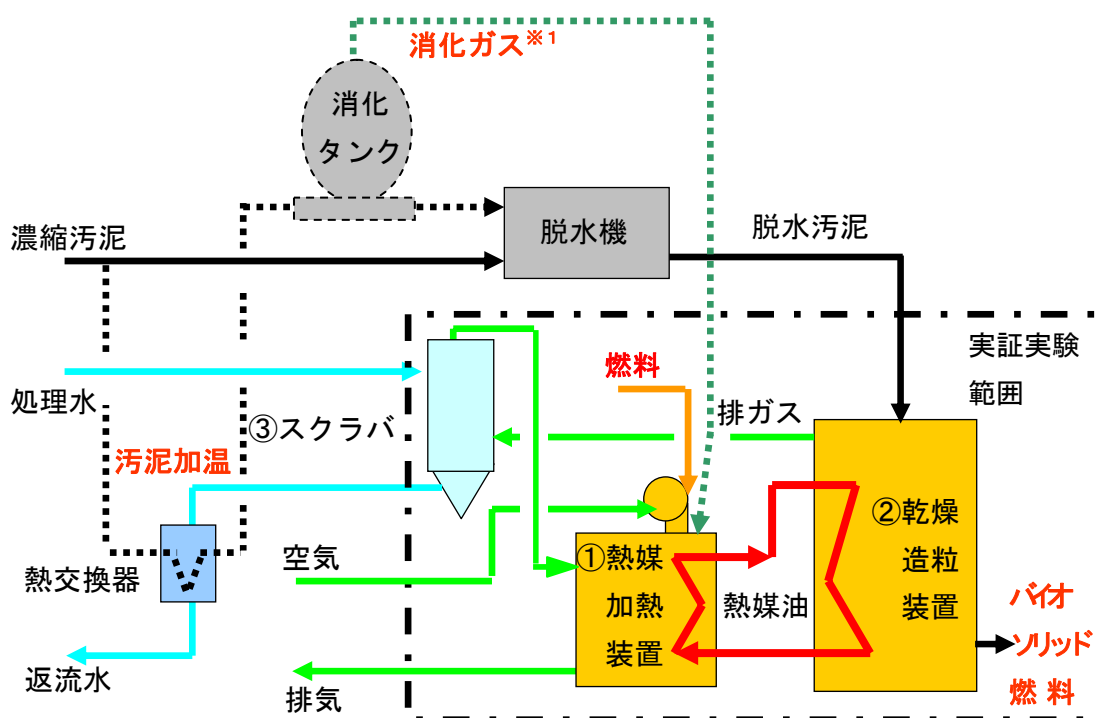 消化ガス※1
消化
タンク
濃縮汚泥
脱水機
脱水汚泥
実証実験
範囲
処理水
燃料
排ガス
③スクラバ
汚泥加温
②乾燥
造粒
装置
空気
①熱媒
加熱
装置
熱媒油
熱交換器
バイオ
ソリッド
燃料
返流水
排気